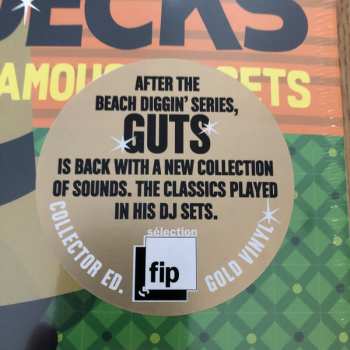 DECKS
AMOUS
ETS
AFTER THE
BEACH DIGGIN' SERIES,
GUTS
IS BACK WITH A NEW COLLECTION
OF SOUNDS. THE CLASSICS PLAYED
IN HIS DJ SETS.
sélection
fip
COLLECTOR ED.
GOLD VINYL